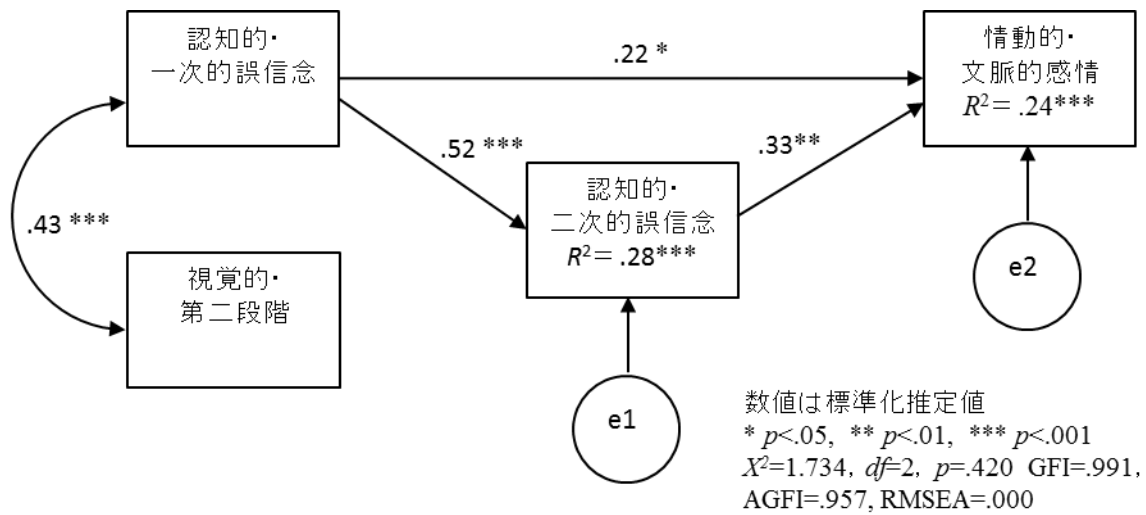 認知的・
一次的誤信念
.22 *
情動的・
文脈的感情
R²＝.24***
.52 ***
.33**
認知的・
二次的誤信念
R²＝.28***
.43 ***
視覚的・
第二段階
e2
e1
数値は標準化推定値
* p<.05, ** p<.01, *** p<.001
X²=1.734, df=2, p=.420 GFI=.991,
AGFI=.957, RMSEA=.000